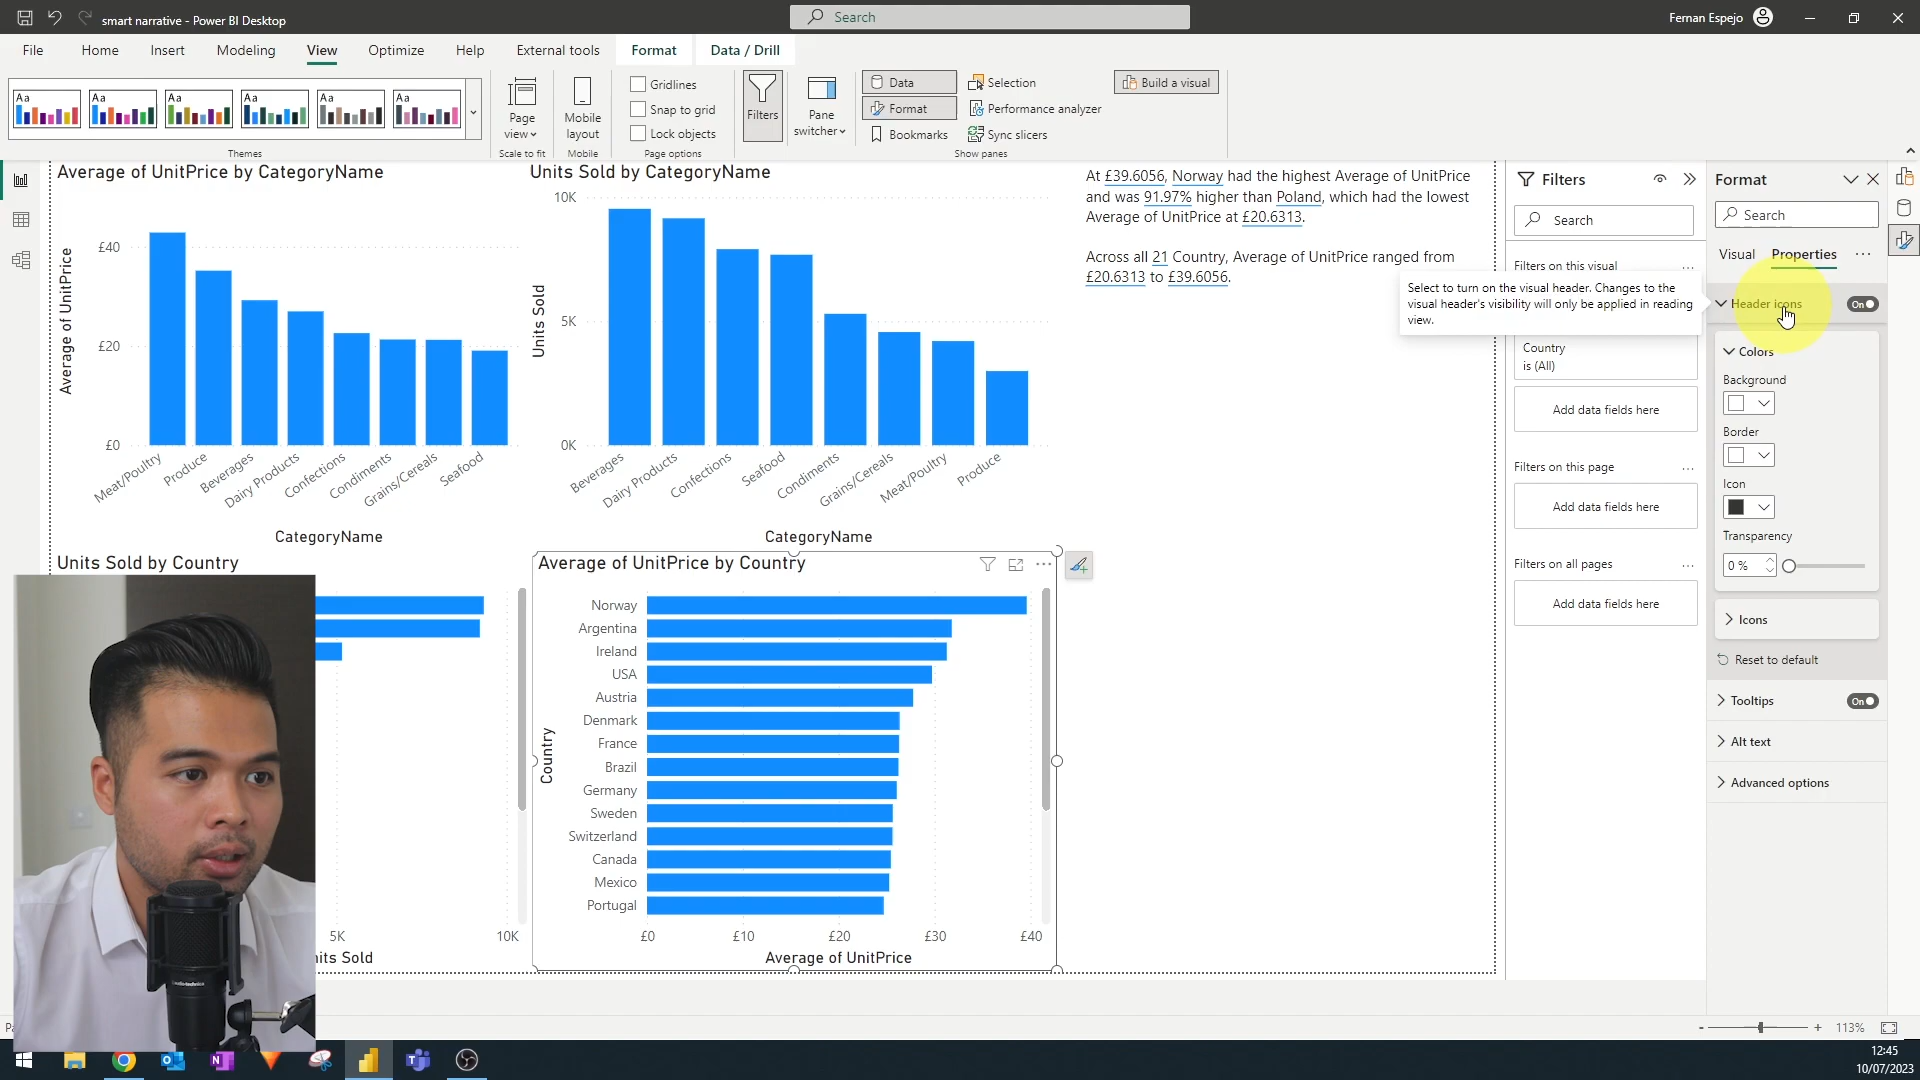 smart narrative - Power BI Desktop
Search
Fernan Espejo
File
Home
Insert
Modeling
View
Optimize
Help
External tools
Format
Data / Drill
Aa
Aa
Aa
Aa
Aa
Aa
Themes
Page view
Scale to fit
Mobile layout
Mobile
Gridlines
Snap to grid
Lock objects
Page options
Filters
Pane switcher
Data
Format
Bookmarks
Selection
Performance analyzer
Sync slicers
Show panes
Build a visual
Average of UnitPrice by CategoryName
Average of UnitPrice
£40
£20
£0
Meat/Poultry
Produce
Beverages
Dairy Products
Confections
Condiments
Grains/Cereals
Seafood
CategoryName
Units Sold by CategoryName
Units Sold
10K
5K
0K
Beverages
Dairy Products
Confections
Seafood
Condiments
Grains/Cereals
Meat/Poultry
Produce
CategoryName
At £39.6056, Norway had the highest Average of UnitPrice
and was 91.97% higher than Poland, which had the lowest
Average of UnitPrice at £20.6313.
Across all 21 Country, Average of UnitPrice ranged from
£20.6313 to £39.6056.
Units Sold by Country
5K
10K
its Sold
Average of UnitPrice by Country
Country
Norway
Argentina
Ireland
USA
Austria
Denmark
France
Brazil
Germany
Sweden
Switzerland
Canada
Mexico
Portugal
£0
£10
£20
£30
£40
Average of UnitPrice
Filters
Search
Filters on this visual
Select to turn on the visual header. Changes to the
visual header's visibility will only be applied in reading
view.
Country
is (All)
Add data fields here
Filters on this page
Add data fields here
Filters on all pages
Add data fields here
Format
Search
Visual
Properties
Header icons
On
Colors
Background
Border
Icon
Transparency
0 %
Icons
Reset to default
Tooltips
On
Alt text
Advanced options
audio-technica
113%
12:45
10/07/2023